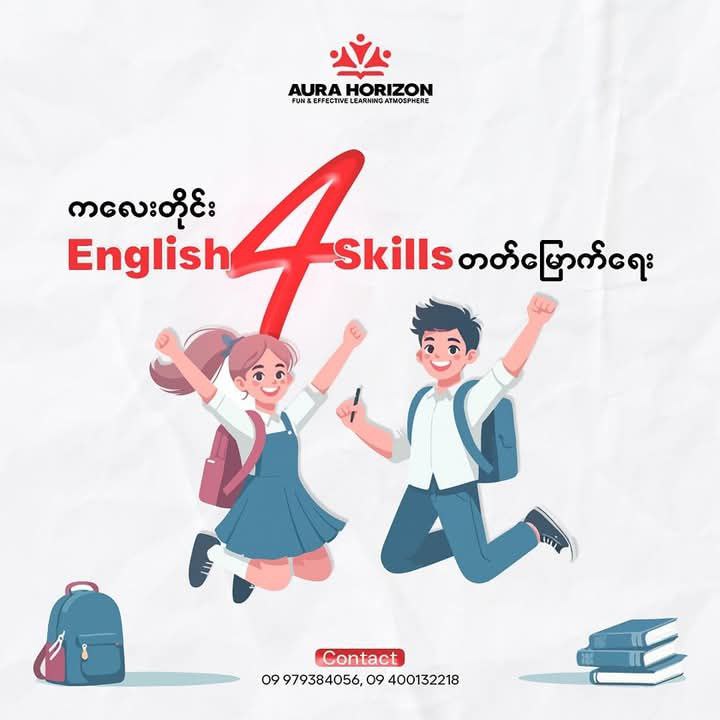 AURA HORIZON
FUN & EFFECTIVE LEARNING ATMOSPHERE
ကလေးတိုင်း
English 4 Skills တတ်မြောက်ရေး
Contact
09 979384056, 09 400132218